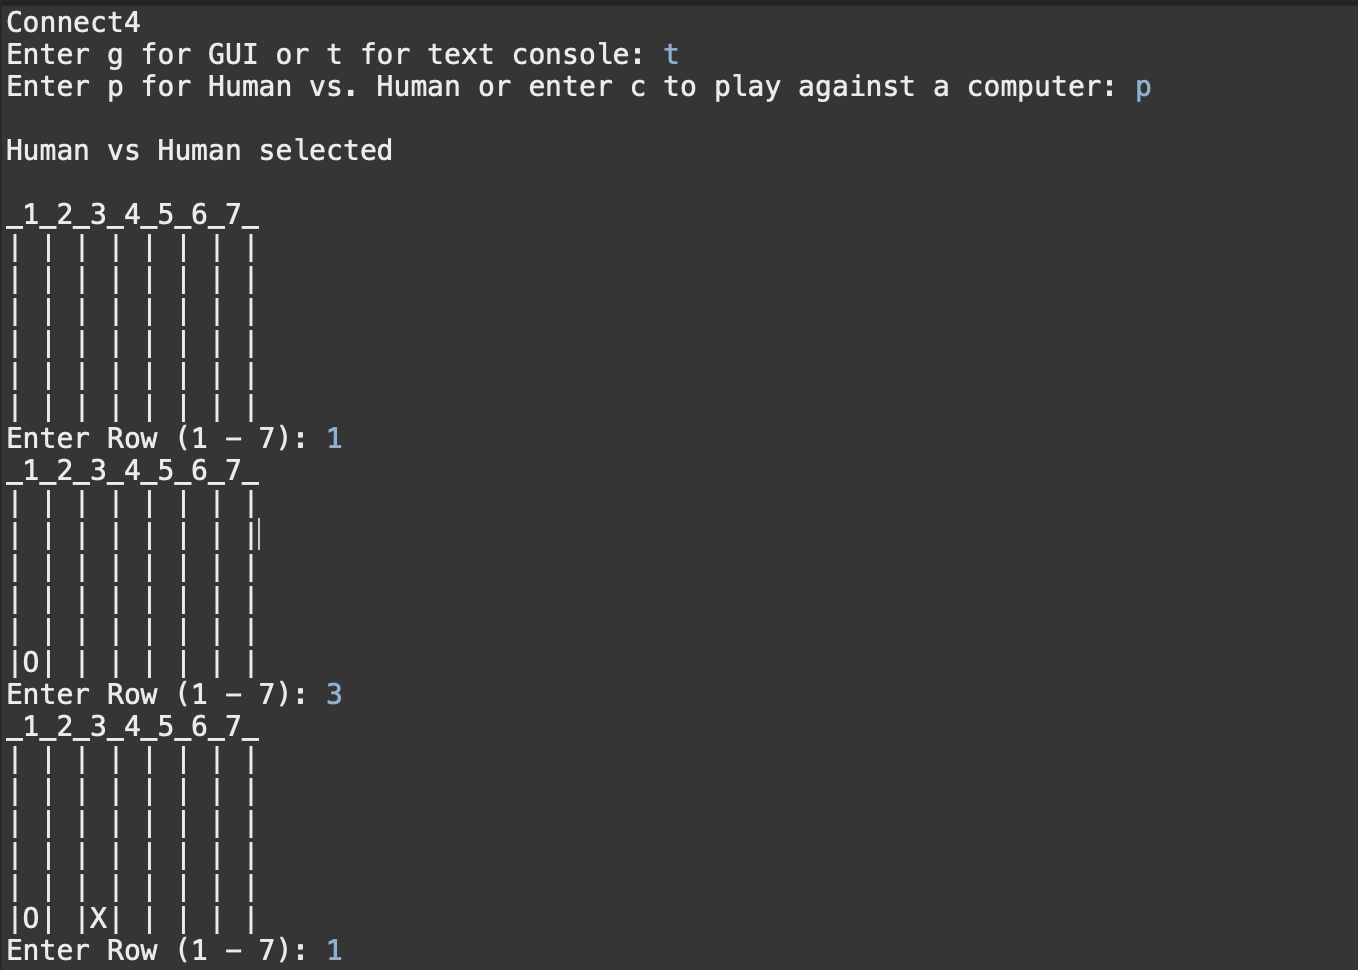 Connect4
Enter g for GUI or t for text console: t
Enter p for Human vs. Human or enter c to play against a computer: p
Human vs Human selected
_1_2_3_4_5_6_7_
| | | | | | | |
| | | | | | | |
| | | | | | | |
| | | | | | | |
| | | | | | | |
| | | | | | | |
Enter Row (1 - 7): 1
_1_2_3_4_5_6_7_
| | | | | | | |
| | | | | | | |
| | | | | | | |
| | | | | | | |
| | | | | | | |
|O| | | | | | |
Enter Row (1 - 7): 3
_1_2_3_4_5_6_7_
| | | | | | | |
| | | | | | | |
| | | | | | | |
| | | | | | | |
| | | | | | | |
|O| |X| | | | |
Enter Row (1 - 7): 1